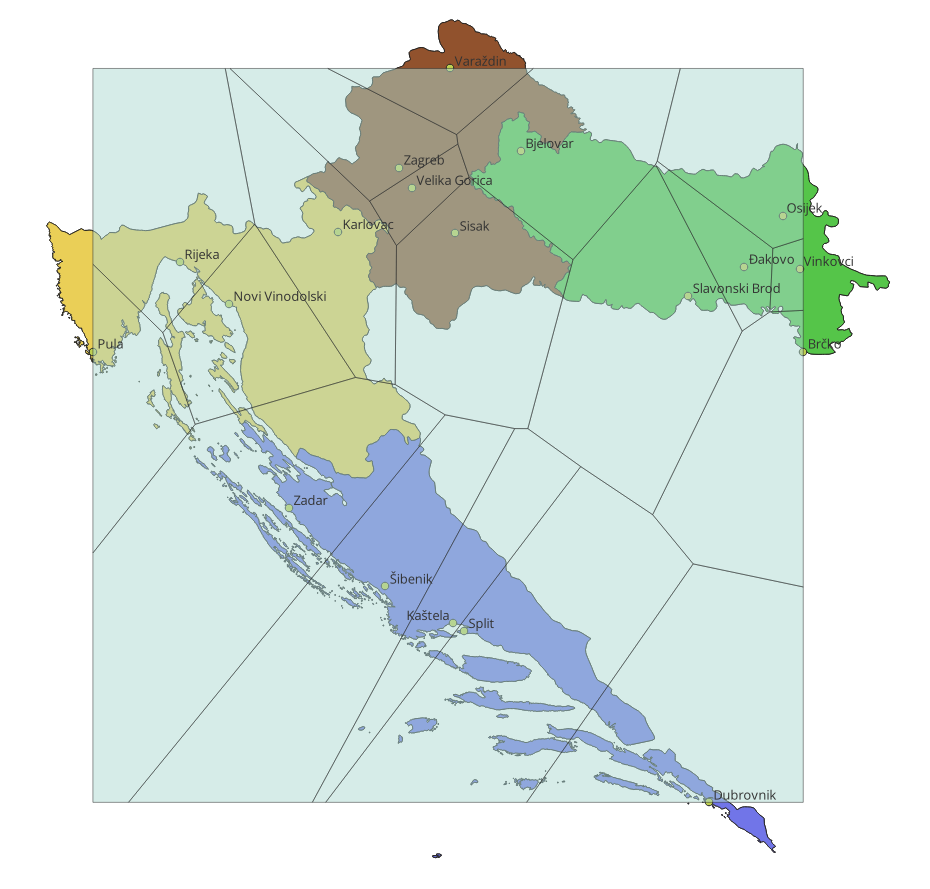 Varaždin
Bjelovar
Zagreb
Velika Gorica
Osijek
Karlovac
Sisak
Rijeka
Đakovo
Vinkovci
Slavonski Brod
Novi Vinodolski
Pula
Brčko
Zadar
Šibenik
Kaštela
Split
Dubrovnik